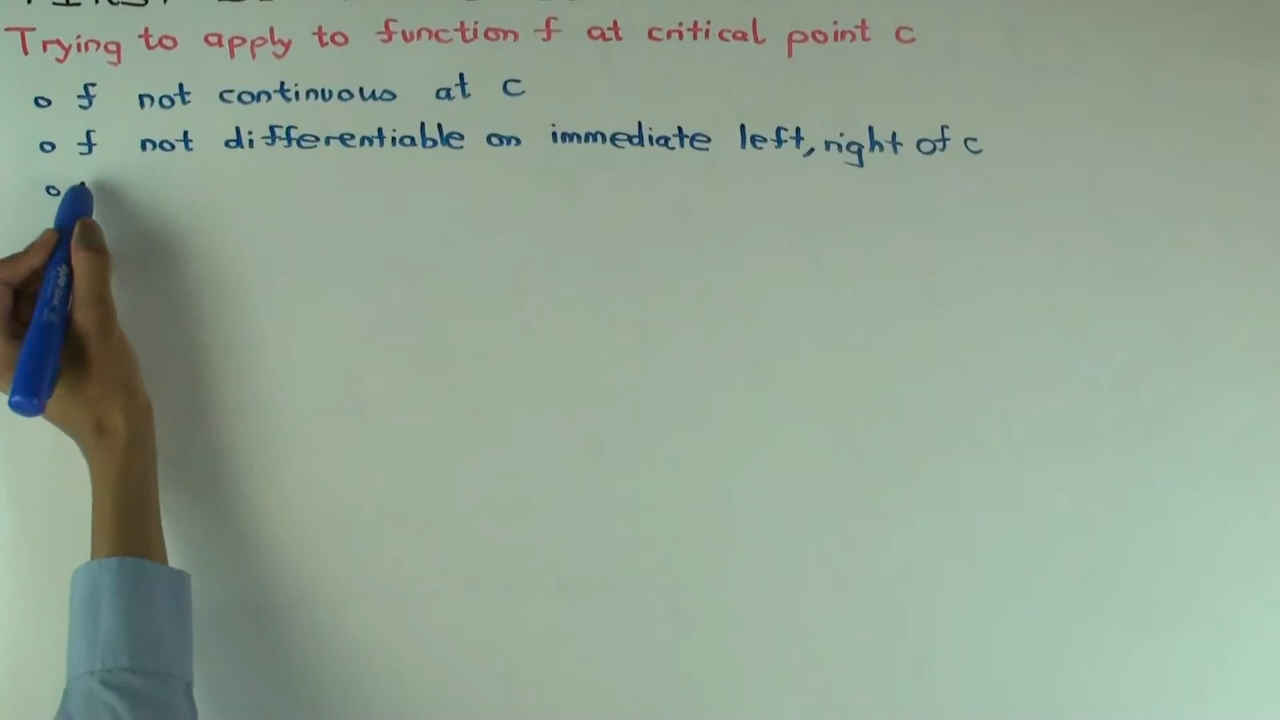 Trying to apply to function f at critical point c
o f not continuous at c
o f not differentiable on immediate left, right of c
o